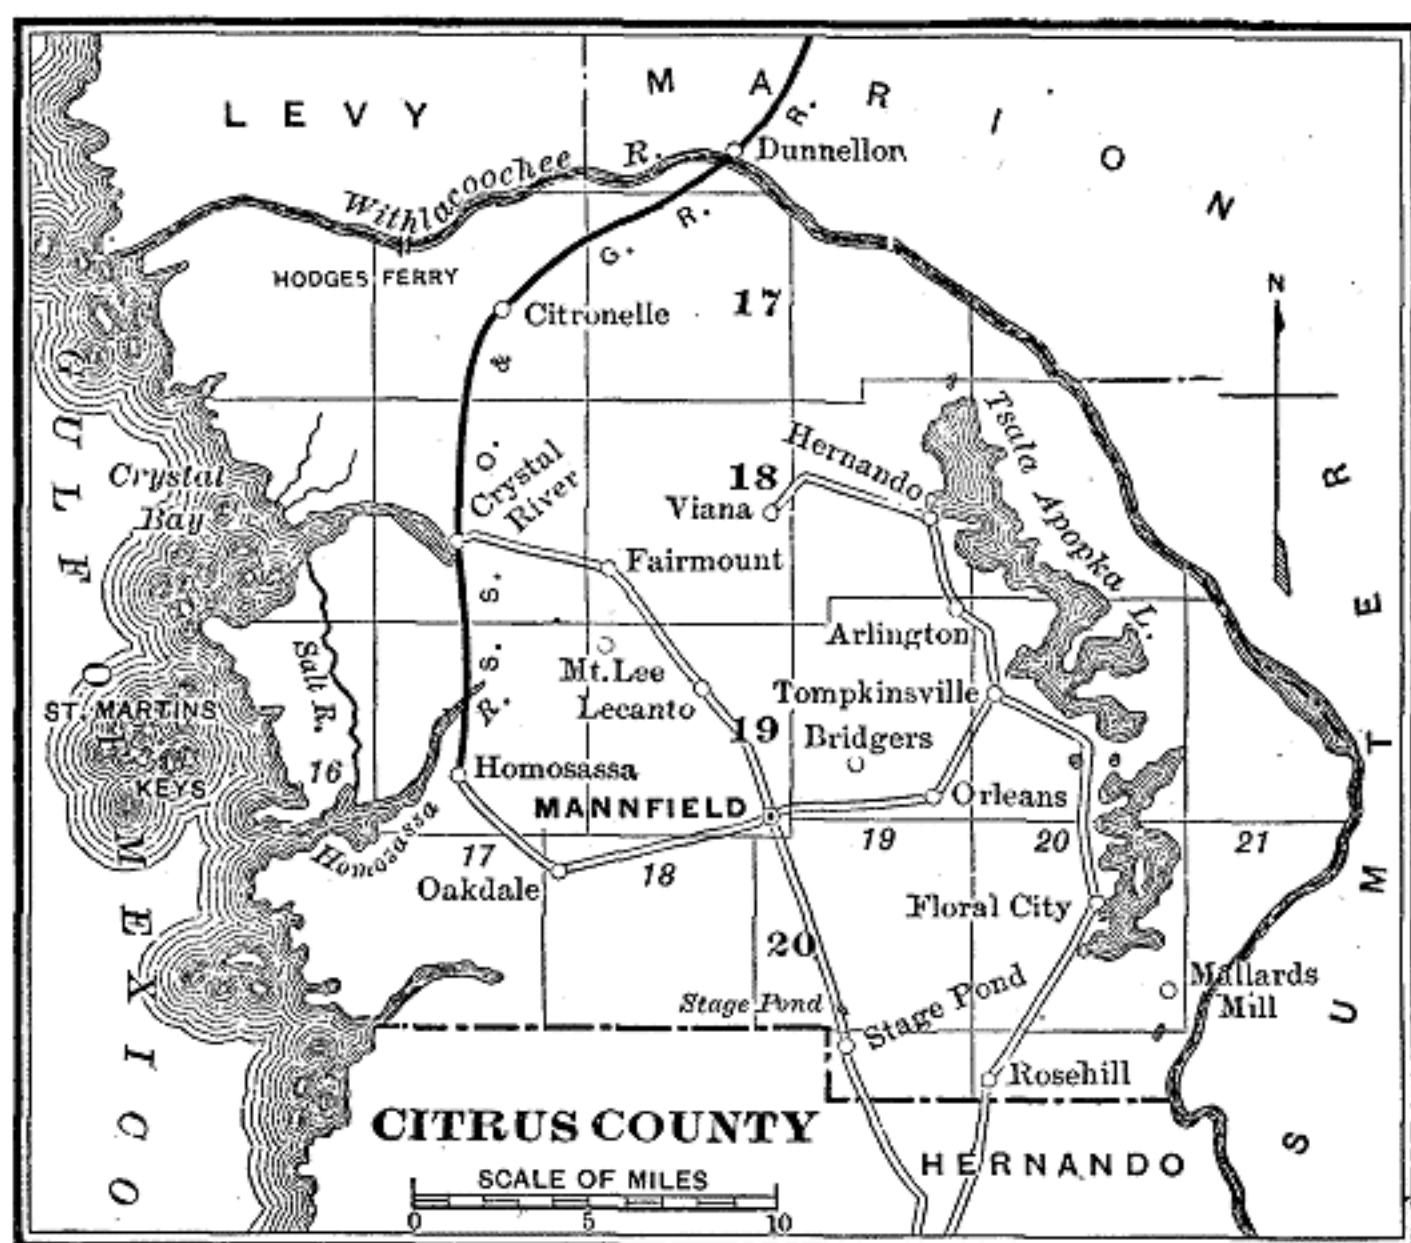 LEVY
MARION
Withlacoochee R.
Dunnellon
HODGES FERRY
S. S. O. & G. R. R.
Citronelle
17
N
GULF OF MEXICO
Crystal
Bay
Crystal
River
18
Hernando
Tsala Apopka L.
Viana
Fairmount
SUMTER
Arlington
Salt R.
Mt. Lee
Lecanto
Tompkinsville
ST. MARTINS
KEYS
16
19
Bridgers
Homosassa
MANNFIELD
Orleans
Homosassa R.
17
18
19
20
21
Oakdale
Floral City
20
Stage Pond
Stage Pond
Mallards
Mill
Rosehill
CITRUS COUNTY
HERNANDO
SCALE OF MILES
0 5 10